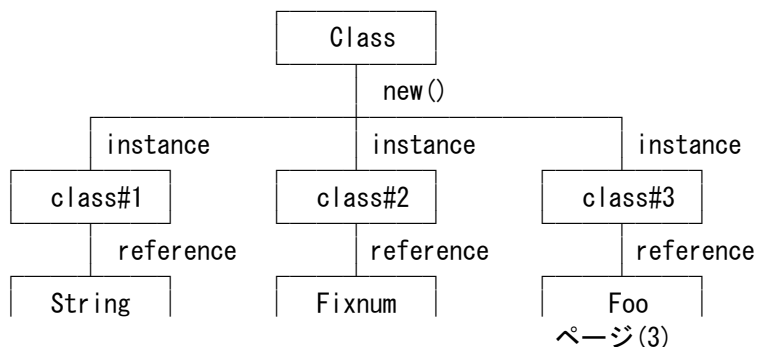 Class
new()
instance instance instance
class#1 class#2 class#3
reference reference reference
String Fixnum Foo
ページ(3)